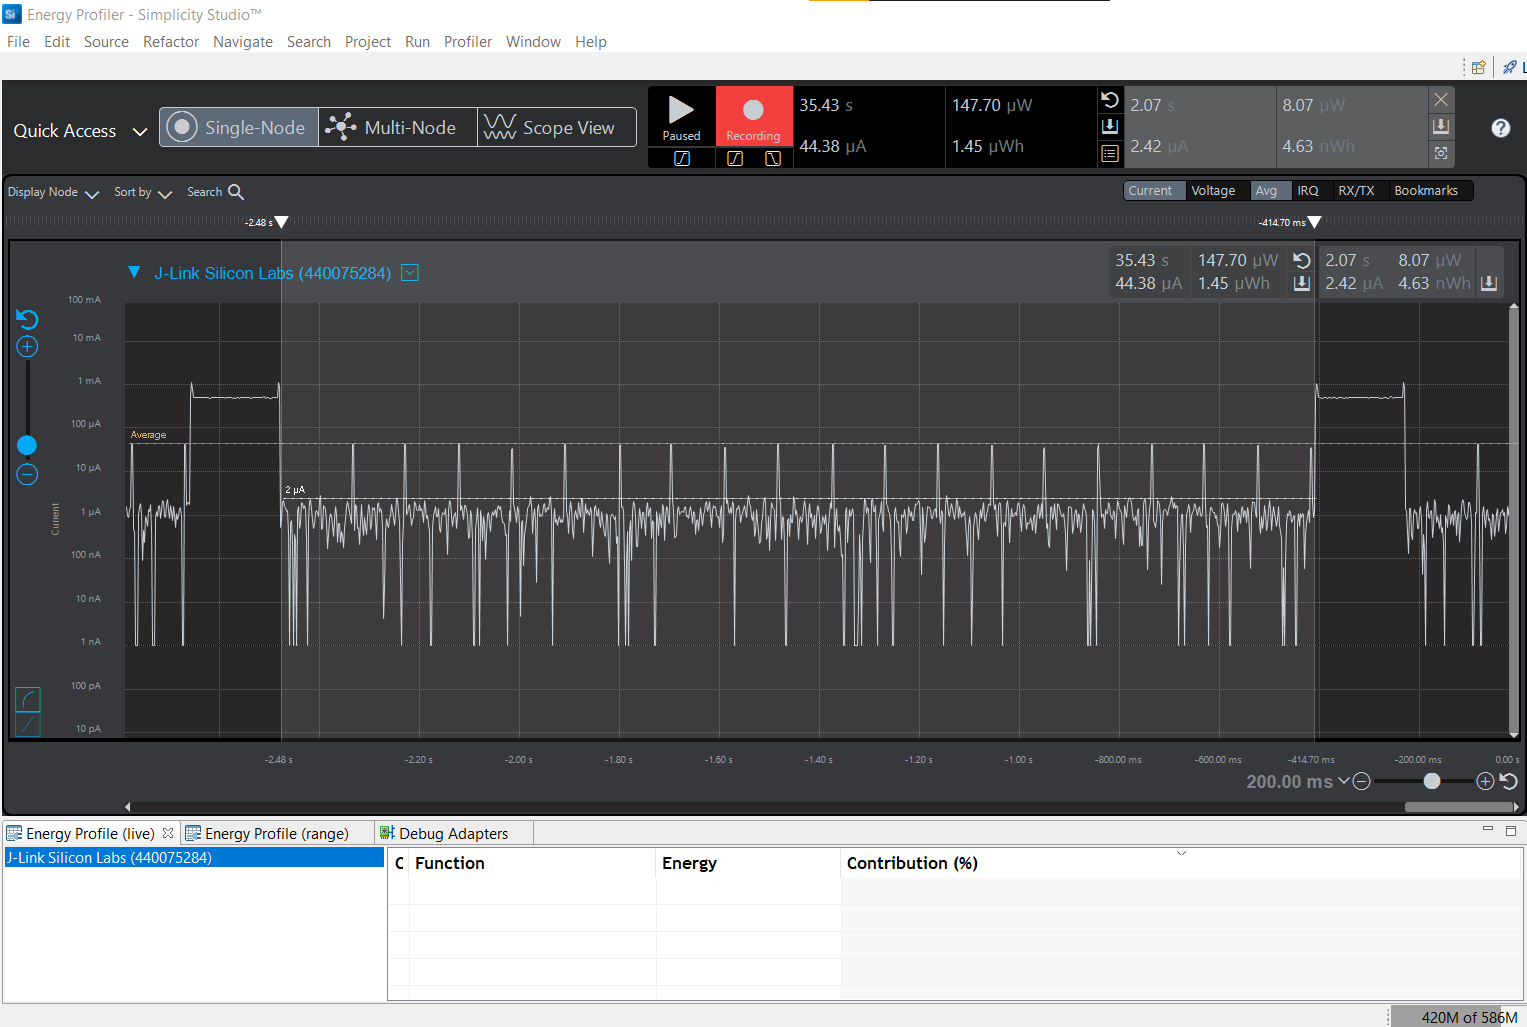 Si Energy Profiler - Simplicity Studio™
File Edit Source Refactor Navigate Search Project Run Profiler Window Help
L
Quick Access Single-Node Multi-Node Scope View
Paused Recording
35.43 s 147.70 µW 2.07 s 8.07 µW
44.38 µA 1.45 µWh 2.42 µA 4.63 nWh
?
Display Node Sort by Search Current Voltage Avg IRQ RX/TX Bookmarks
-2.48 s -414.70 ms
J-Link Silicon Labs (440075284)
35.43 s 147.70 µW 2.07 s 8.07 µW
44.38 µA 1.45 µWh 2.42 µA 4.63 nWh
100 mA
10 mA
1 mA
100 µA
Average
10 µA
2 µA
1 µA
Current
100 nA
10 nA
1 nA
100 pA
10 pA
-2.48 s -2.20 s -2.00 s -1.80 s -1.60 s -1.40 s -1.20 s -1.00 s -800.00 ms -600.00 ms -414.70 ms -200.00 ms 0.00 s
200.00 ms
Energy Profile (live) Energy Profile (range) Debug Adapters
J-Link Silicon Labs (440075284)
C Function Energy Contribution (%)
420M of 586M